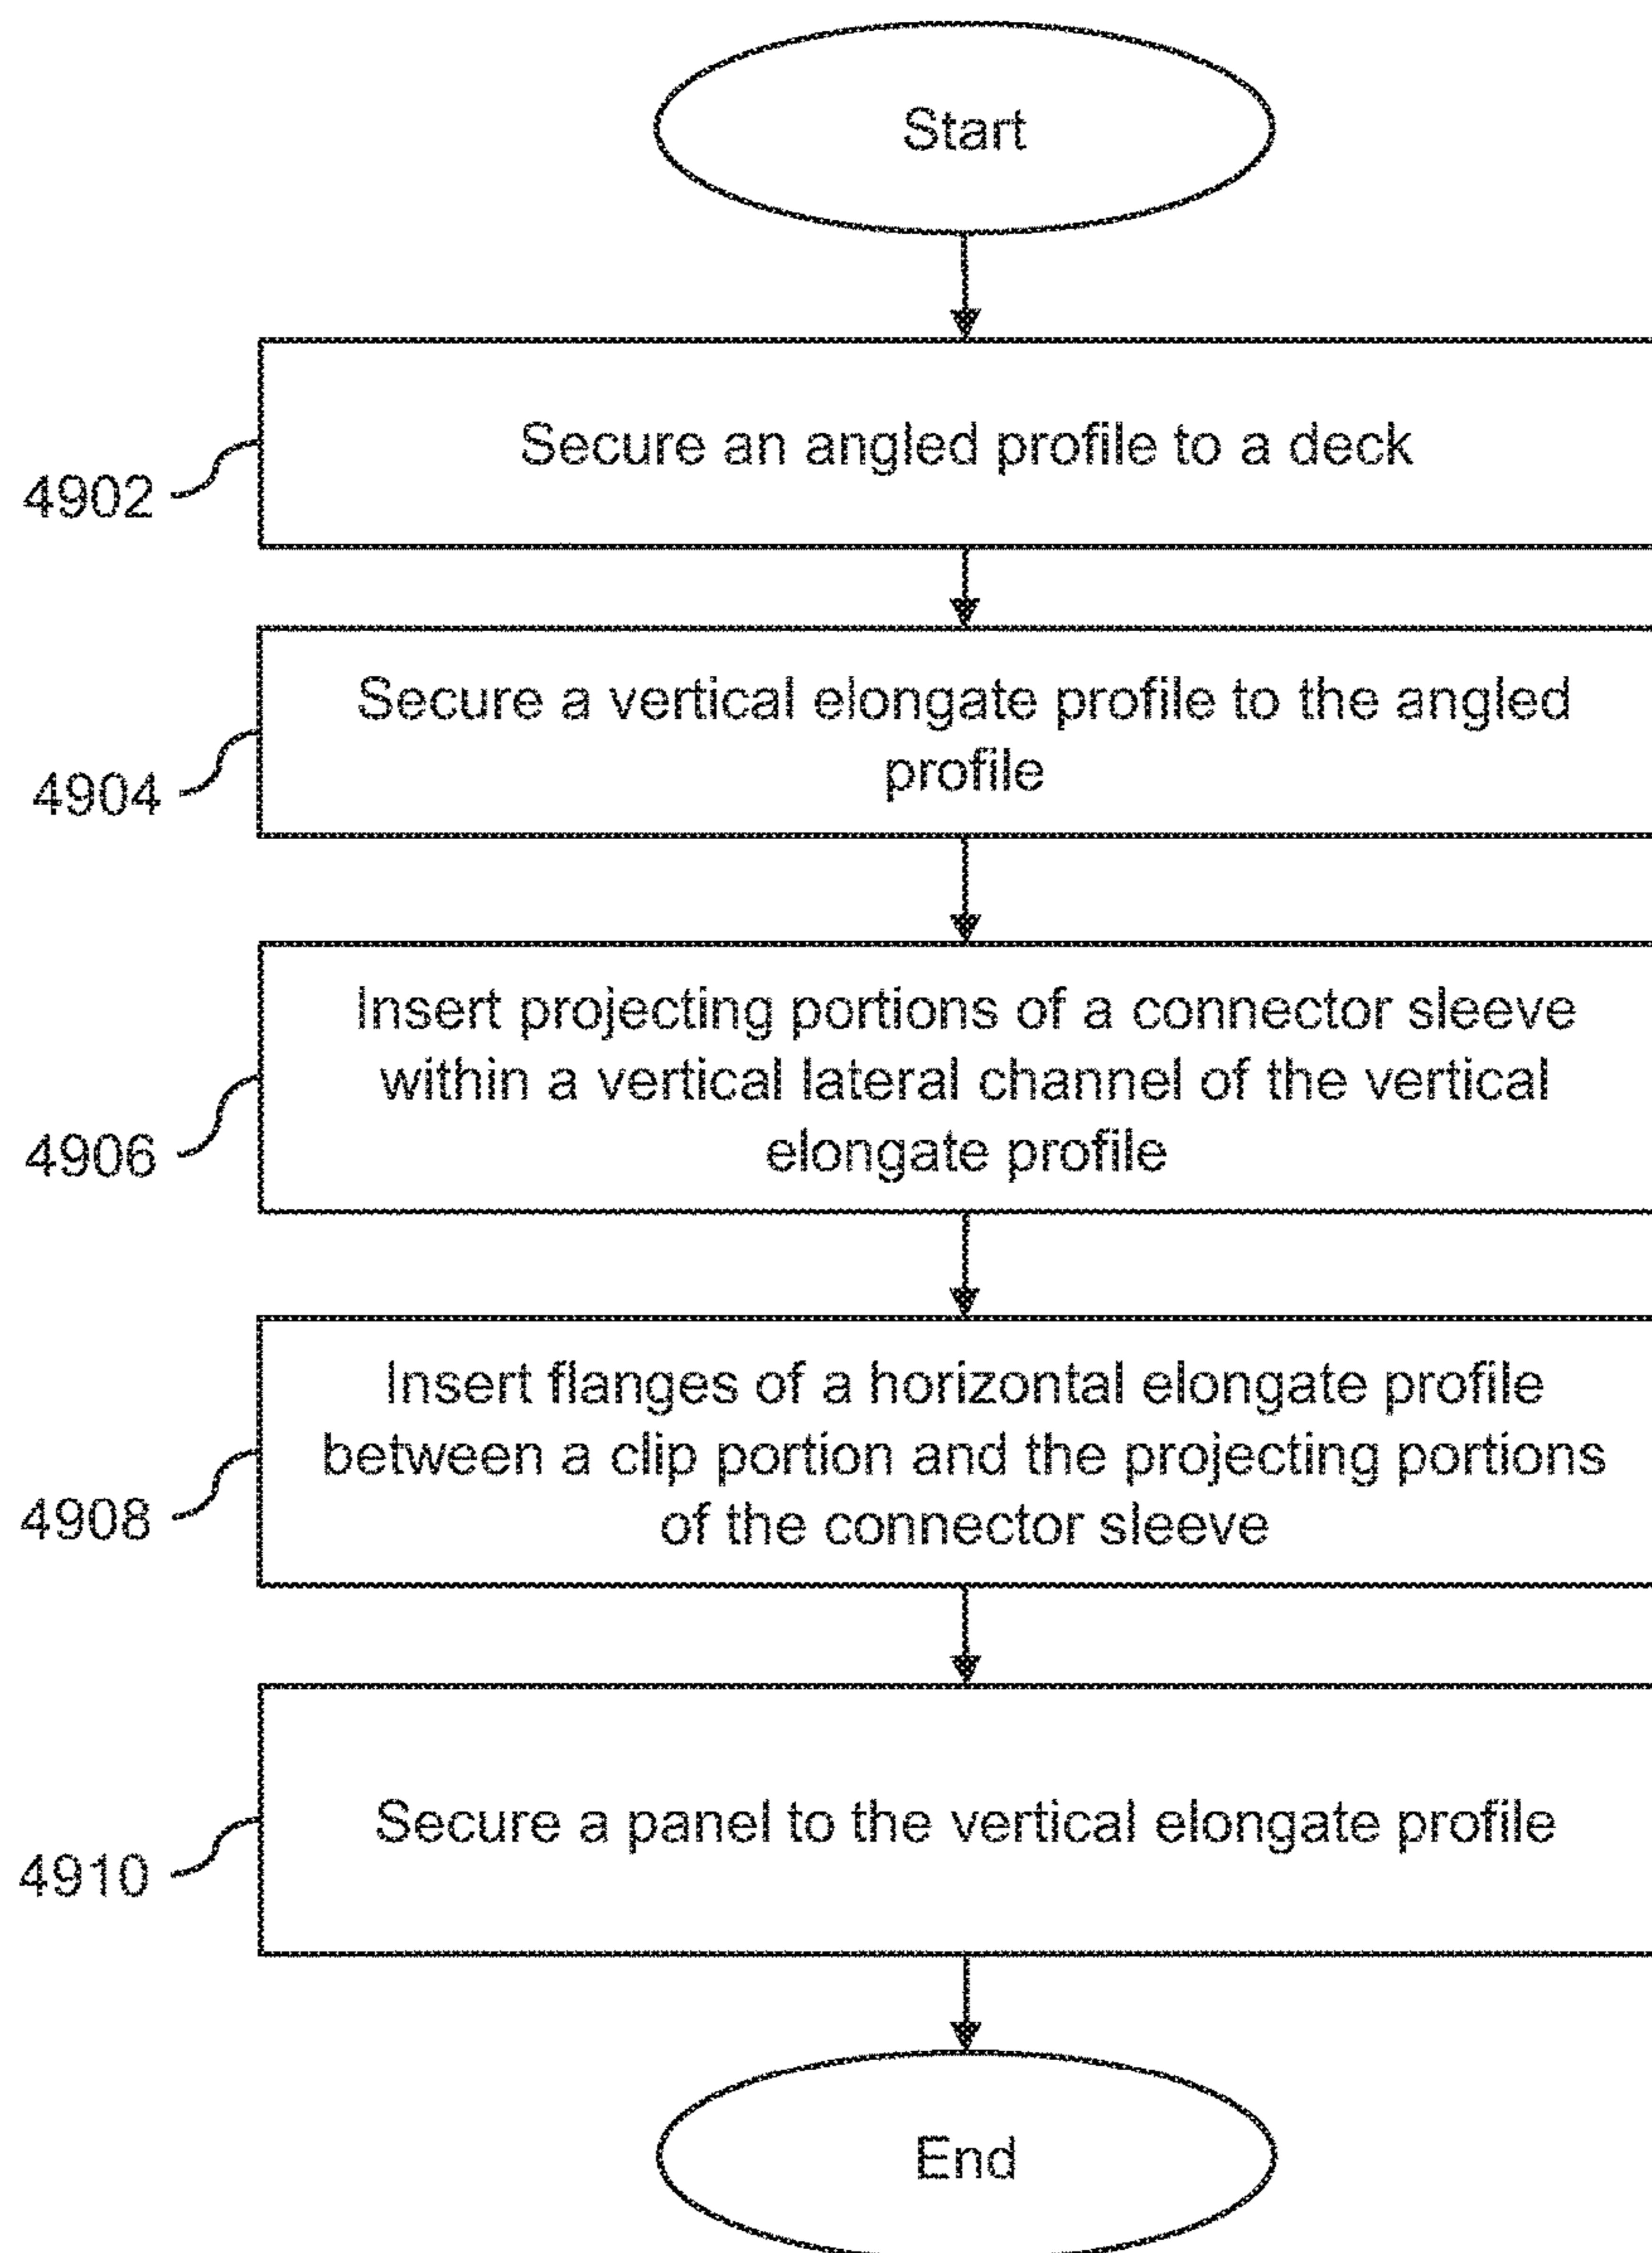 Start
Secure an angled profile to a deck
4902
Secure a vertical elongate profile to the angled
profile
4904
Insert projecting portions of a connector sleeve
within a vertical lateral channel of the vertical
elongate profile
4906
Insert flanges of a horizontal elongate profile
between a clip portion and the projecting portions
of the connector sleeve
4908
Secure a panel to the vertical elongate profile
4910
End